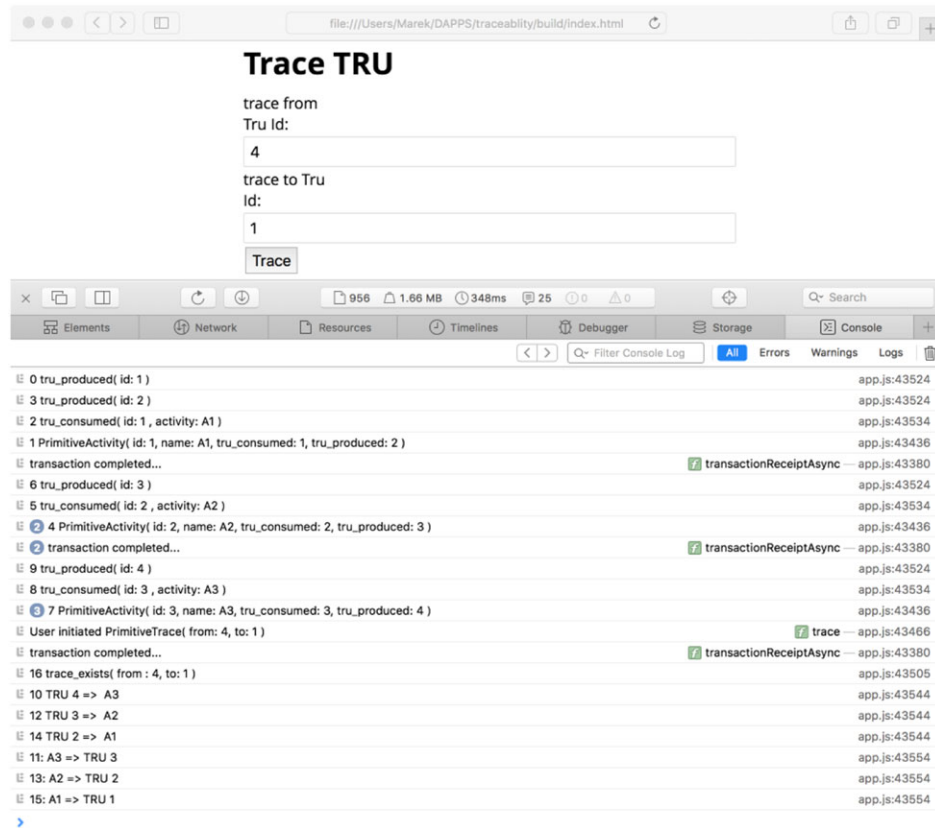 file:///Users/Marek/DAPPS/traceablity/build/index.html
Trace TRU
trace from
Tru Id:
4
trace to Tru
Id:
1
Trace
956 1.66 MB 348ms 25 0 0 Search
Elements Network Resources Timelines Debugger Storage Console
Filter Console Log All Errors Warnings Logs
0 tru_produced( id: 1 ) app.js:43524
3 tru_produced( id: 2 ) app.js:43524
2 tru_consumed( id: 1 , activity: A1 ) app.js:43534
1 PrimitiveActivity( id: 1, name: A1, tru_consumed: 1, tru_produced: 2 ) app.js:43436
transaction completed... f transactionReceiptAsync — app.js:43380
6 tru_produced( id: 3 ) app.js:43524
5 tru_consumed( id: 2 , activity: A2 ) app.js:43534
2 4 PrimitiveActivity( id: 2, name: A2, tru_consumed: 2, tru_produced: 3 ) app.js:43436
2 transaction completed... f transactionReceiptAsync — app.js:43380
9 tru_produced( id: 4 ) app.js:43524
8 tru_consumed( id: 3 , activity: A3 ) app.js:43534
3 7 PrimitiveActivity( id: 3, name: A3, tru_consumed: 3, tru_produced: 4 ) app.js:43436
User initiated PrimitiveTrace( from: 4, to: 1 ) f trace — app.js:43466
transaction completed... f transactionReceiptAsync — app.js:43380
16 trace_exists( from : 4, to: 1 ) app.js:43505
10 TRU 4 => A3 app.js:43544
12 TRU 3 => A2 app.js:43544
14 TRU 2 => A1 app.js:43544
11: A3 => TRU 3 app.js:43554
13: A2 => TRU 2 app.js:43554
15: A1 => TRU 1 app.js:43554